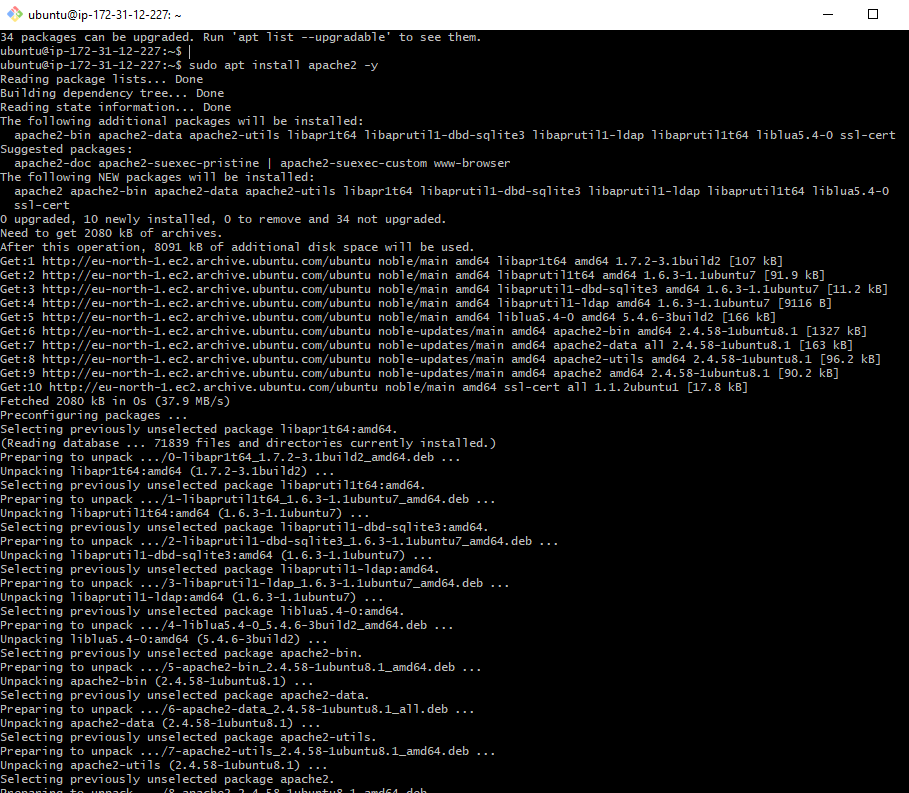 ubuntu@ip-172-31-12-227: ~
34 packages can be upgraded. Run 'apt list --upgradable' to see them.
ubuntu@ip-172-31-12-227:~$
ubuntu@ip-172-31-12-227:~$ sudo apt install apache2 -y
Reading package lists... Done
Building dependency tree... Done
Reading state information... Done
The following additional packages will be installed:
  apache2-bin apache2-data apache2-utils libapr1t64 libaprutil1-dbd-sqlite3 libaprutil1-ldap libaprutil1t64 liblua5.4-0 ssl-cert
Suggested packages:
  apache2-doc apache2-suexec-pristine | apache2-suexec-custom www-browser
The following NEW packages will be installed:
  apache2 apache2-bin apache2-data apache2-utils libapr1t64 libaprutil1-dbd-sqlite3 libaprutil1-ldap libaprutil1t64 liblua5.4-0
  ssl-cert
0 upgraded, 10 newly installed, 0 to remove and 34 not upgraded.
Need to get 2080 kB of archives.
After this operation, 8091 kB of additional disk space will be used.
Get:1 http://eu-north-1.ec2.archive.ubuntu.com/ubuntu noble/main amd64 libapr1t64 amd64 1.7.2-3.1build2 [107 kB]
Get:2 http://eu-north-1.ec2.archive.ubuntu.com/ubuntu noble/main amd64 libaprutil1t64 amd64 1.6.3-1.1ubuntu7 [91.9 kB]
Get:3 http://eu-north-1.ec2.archive.ubuntu.com/ubuntu noble/main amd64 libaprutil1-dbd-sqlite3 amd64 1.6.3-1.1ubuntu7 [11.2 kB]
Get:4 http://eu-north-1.ec2.archive.ubuntu.com/ubuntu noble/main amd64 libaprutil1-ldap amd64 1.6.3-1.1ubuntu7 [9116 B]
Get:5 http://eu-north-1.ec2.archive.ubuntu.com/ubuntu noble/main amd64 liblua5.4-0 amd64 5.4.6-3build2 [166 kB]
Get:6 http://eu-north-1.ec2.archive.ubuntu.com/ubuntu noble-updates/main amd64 apache2-bin amd64 2.4.58-1ubuntu8.1 [1327 kB]
Get:7 http://eu-north-1.ec2.archive.ubuntu.com/ubuntu noble-updates/main amd64 apache2-data all 2.4.58-1ubuntu8.1 [163 kB]
Get:8 http://eu-north-1.ec2.archive.ubuntu.com/ubuntu noble-updates/main amd64 apache2-utils amd64 2.4.58-1ubuntu8.1 [96.2 kB]
Get:9 http://eu-north-1.ec2.archive.ubuntu.com/ubuntu noble-updates/main amd64 apache2 amd64 2.4.58-1ubuntu8.1 [90.2 kB]
Get:10 http://eu-north-1.ec2.archive.ubuntu.com/ubuntu noble/main amd64 ssl-cert all 1.1.2ubuntu1 [17.8 kB]
Fetched 2080 kB in 0s (37.9 MB/s)
Preconfiguring packages ...
Selecting previously unselected package libapr1t64:amd64.
(Reading database ... 71839 files and directories currently installed.)
Preparing to unpack .../0-libapr1t64_1.7.2-3.1build2_amd64.deb ...
Unpacking libapr1t64:amd64 (1.7.2-3.1build2) ...
Selecting previously unselected package libaprutil1t64:amd64.
Preparing to unpack .../1-libaprutil1t64_1.6.3-1.1ubuntu7_amd64.deb ...
Unpacking libaprutil1t64:amd64 (1.6.3-1.1ubuntu7) ...
Selecting previously unselected package libaprutil1-dbd-sqlite3:amd64.
Preparing to unpack .../2-libaprutil1-dbd-sqlite3_1.6.3-1.1ubuntu7_amd64.deb ...
Unpacking libaprutil1-dbd-sqlite3:amd64 (1.6.3-1.1ubuntu7) ...
Selecting previously unselected package libaprutil1-ldap:amd64.
Preparing to unpack .../3-libaprutil1-ldap_1.6.3-1.1ubuntu7_amd64.deb ...
Unpacking libaprutil1-ldap:amd64 (1.6.3-1.1ubuntu7) ...
Selecting previously unselected package liblua5.4-0:amd64.
Preparing to unpack .../4-liblua5.4-0_5.4.6-3build2_amd64.deb ...
Unpacking liblua5.4-0:amd64 (5.4.6-3build2) ...
Selecting previously unselected package apache2-bin.
Preparing to unpack .../5-apache2-bin_2.4.58-1ubuntu8.1_amd64.deb ...
Unpacking apache2-bin (2.4.58-1ubuntu8.1) ...
Selecting previously unselected package apache2-data.
Preparing to unpack .../6-apache2-data_2.4.58-1ubuntu8.1_all.deb ...
Unpacking apache2-data (2.4.58-1ubuntu8.1) ...
Selecting previously unselected package apache2-utils.
Preparing to unpack .../7-apache2-utils_2.4.58-1ubuntu8.1_amd64.deb ...
Unpacking apache2-utils (2.4.58-1ubuntu8.1) ...
Selecting previously unselected package apache2.
Preparing to unpack .../8-apache2_2.4.58-1ubuntu8.1_amd64.deb ...